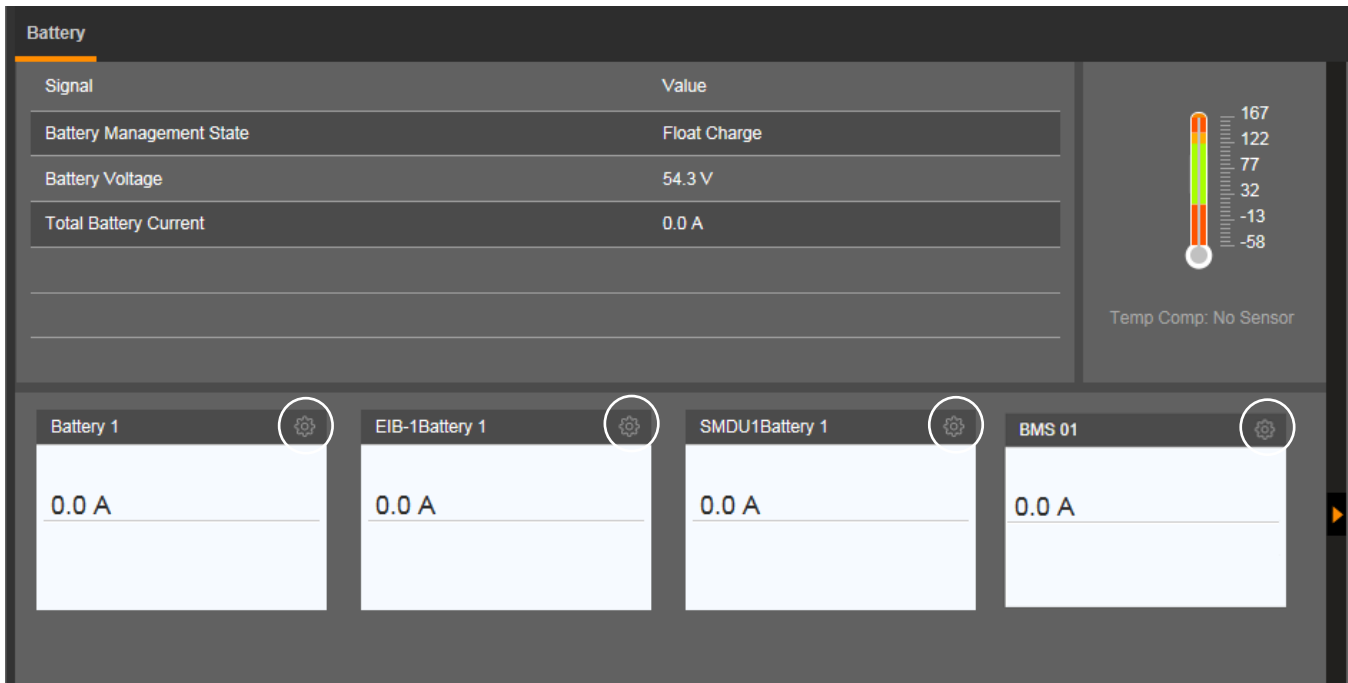 Battery
Signal Value
Battery Management State Float Charge
Battery Voltage 54.3 V
Total Battery Current 0.0 A
167
122
77
32
-13
-58
Temp Comp: No Sensor
Battery 1
0.0 A
EIB-1Battery 1
0.0 A
SMDU1Battery 1
0.0 A
BMS 01
0.0 A